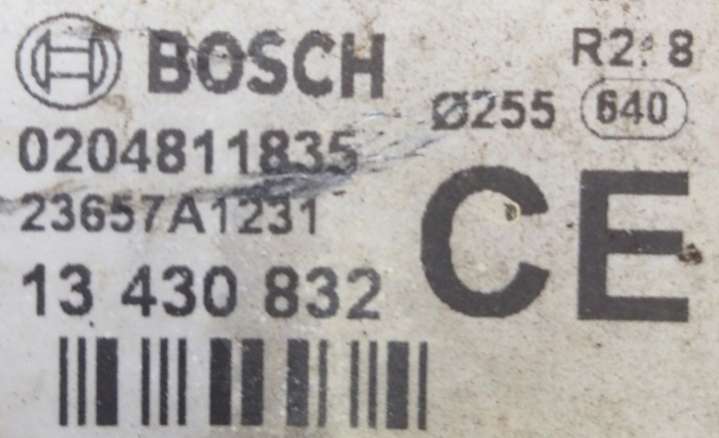 BOSCH
R2. 8
Ø255 640
0204811835
23657A1231
13 430 832
CE